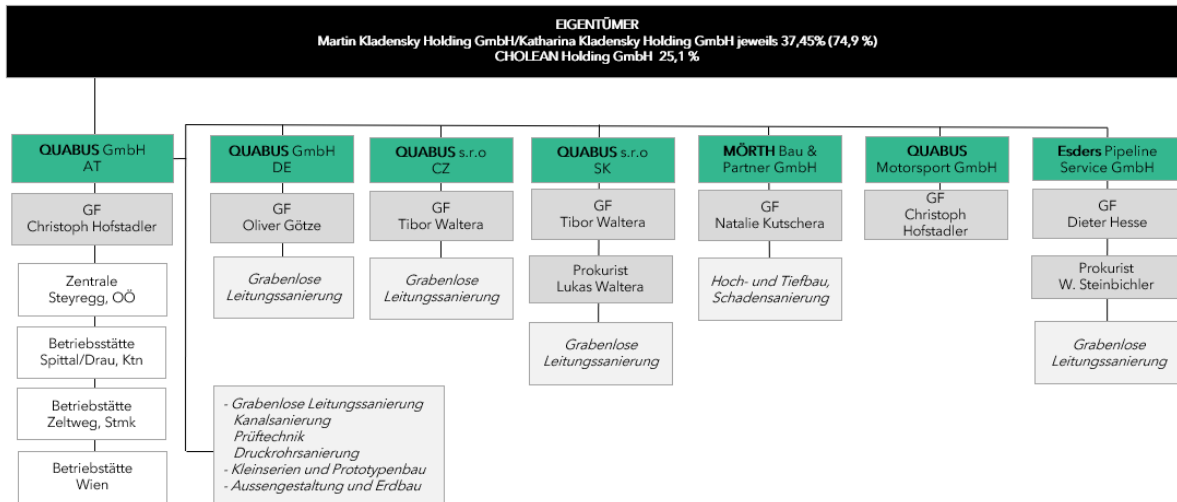 EIGENTÜMER
Martin Kladensky Holding GmbH/Katharina Kladensky Holding GmbH jeweils 37,45% (74,9 %)
CHOLEAN Holding GmbH 25,1 %
QUABUS GmbH
AT
GF
Christoph Hofstadler
Zentrale
Steyregg, OÖ
Betriebsstätte
Spittal/Drau, Ktn
Betriebstätte
Zeltweg, Stmk
Betriebstätte
Wien
QUABUS GmbH
DE
GF
Oliver Götze
Grabenlose
Leitungssanierung
QUABUS s.r.o
CZ
GF
Tibor Waltera
Grabenlose
Leitungssanierung
QUABUS s.r.o
SK
GF
Tibor Waltera
Prokurist
Lukas Waltera
Grabenlose
Leitungssanierung
MÖRTH Bau &
Partner GmbH
GF
Natalie Kutschera
Hoch- und Tiefbau,
Schadensanierung
QUABUS
Motorsport GmbH
GF
Christoph
Hofstadler
Esders Pipeline
Service GmbH
GF
Dieter Hesse
Prokurist
W. Steinbichler
Grabenlose
Leitungssanierung
- Grabenlose Leitungssanierung
Kanalsanierung
Prüftechnik
Druckrohrsanierung
- Kleinserien und Prototypenbau
- Aussengestaltung und Erdbau